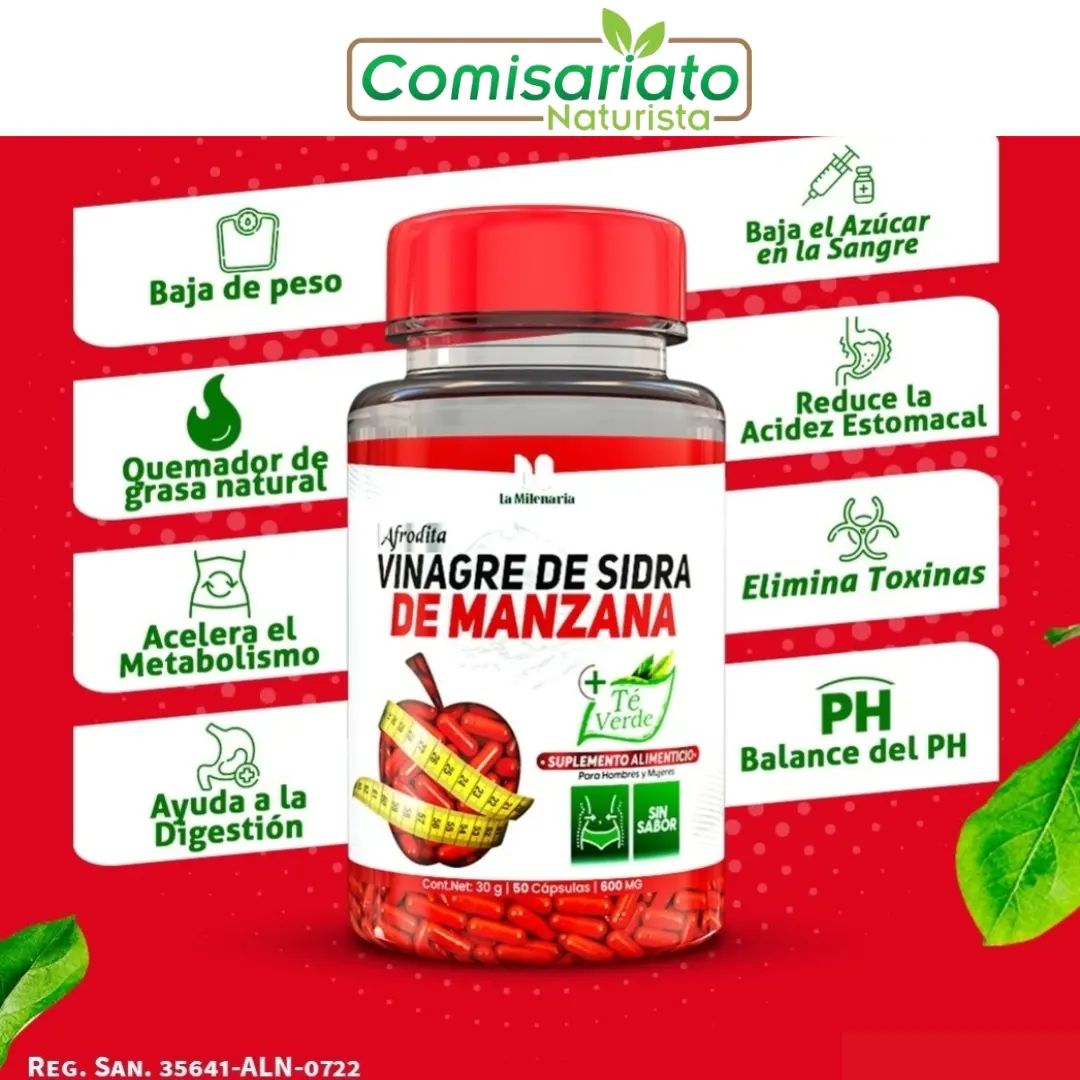 Comisariato
Naturista
Baja de peso
Quemador de
grasa natural
Acelera el
Metabolismo
Ayuda a la
Digestión
La Milenaria
Afrodita
VINAGRE DE SIDRA
DE MANZANA
+
Té
Verde
• SUPLEMENTO ALIMENTICIO •
Para Hombres y Mujeres
SIN
SABOR
Cont.Net: 30 g | 50 Cápsulas | 600 MG
Baja el Azúcar
en la Sangre
Reduce la
Acidez Estomacal
Elimina Toxinas
PH
Balance del PH
REG. SAN. 35641-ALN-0722